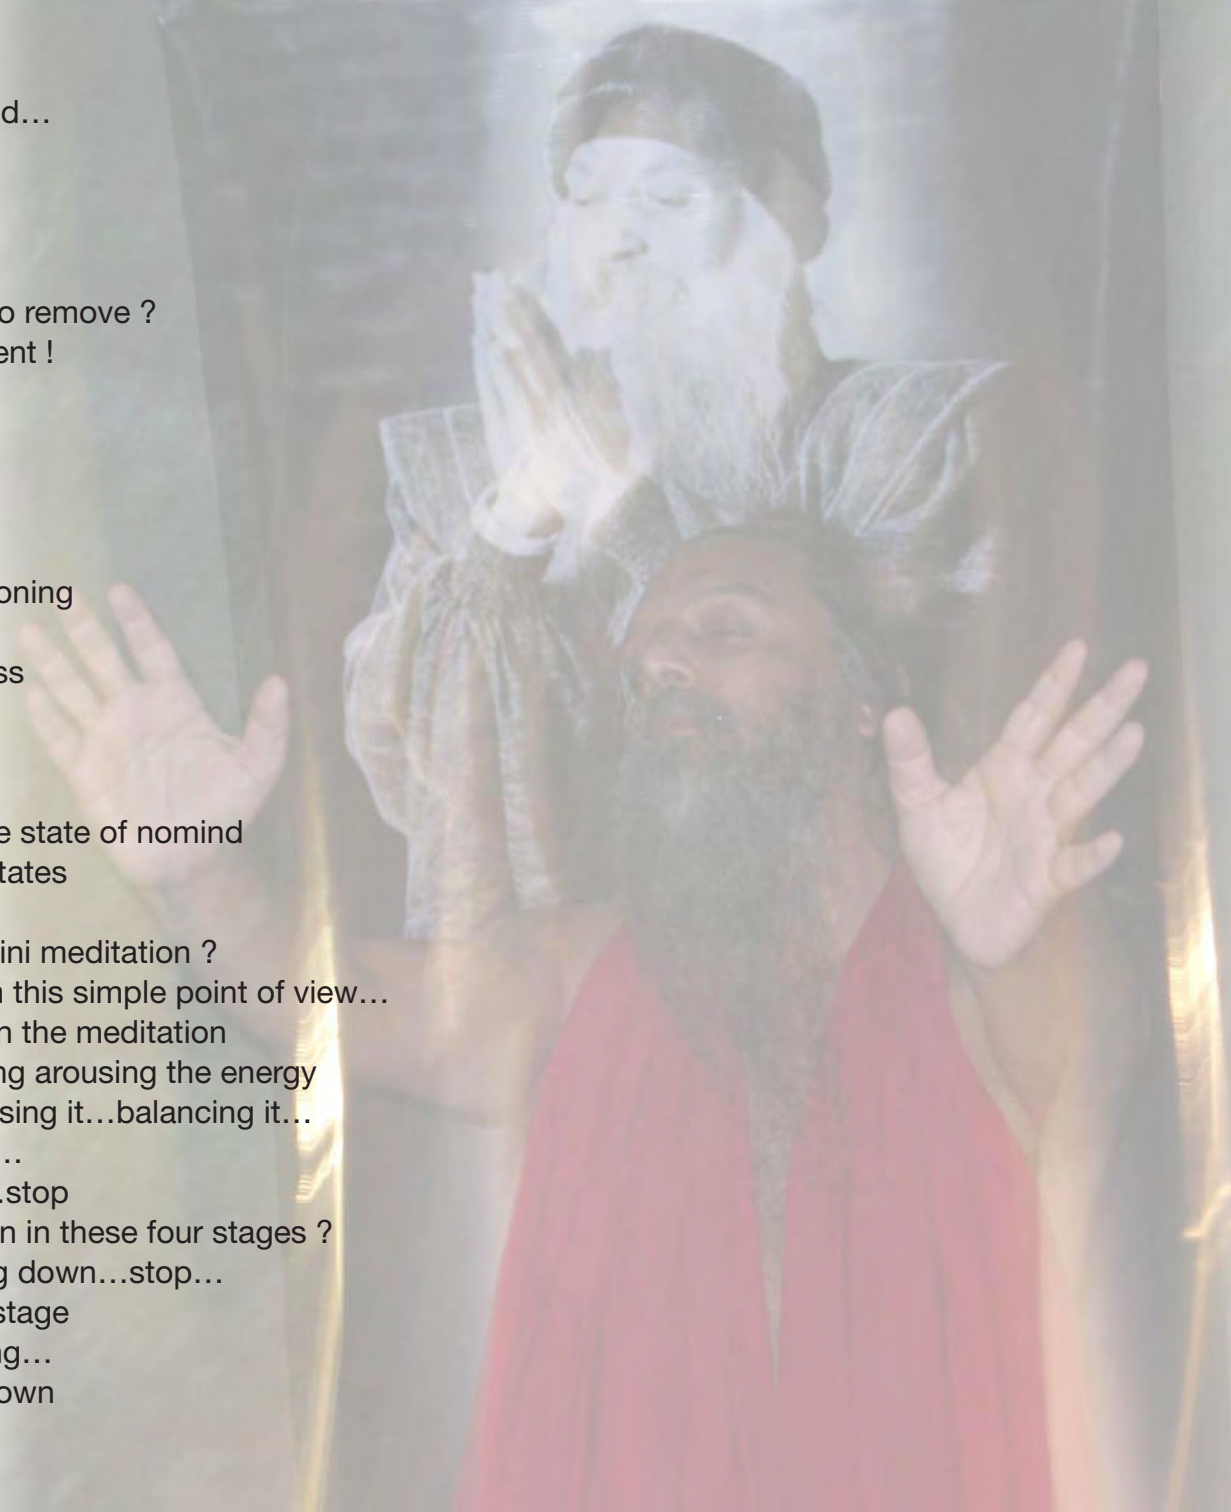 d…
o remove ?
ent !
oning
ss
e state of nomind
tates
ini meditation ?
n this simple point of view…
n the meditation
ng arousing the energy
sing it…balancing it…
…
.stop
n in these four stages ?
g down…stop…
stage
ng…
own